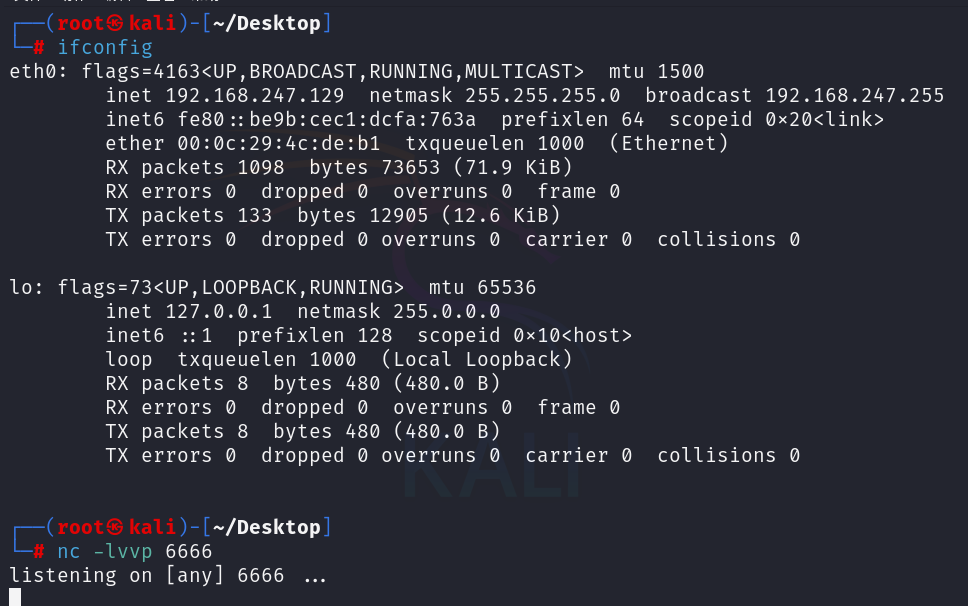 ┌──(root㉿kali)-[~/Desktop]
└─# ifconfig
eth0: flags=4163<UP,BROADCAST,RUNNING,MULTICAST>  mtu 1500
        inet 192.168.247.129  netmask 255.255.255.0  broadcast 192.168.247.255
        inet6 fe80::be9b:cec1:dcfa:763a  prefixlen 64  scopeid 0x20<link>
        ether 00:0c:29:4c:de:b1  txqueuelen 1000  (Ethernet)
        RX packets 1098  bytes 73653 (71.9 KiB)
        RX errors 0  dropped 0  overruns 0  frame 0
        TX packets 133  bytes 12905 (12.6 KiB)
        TX errors 0  dropped 0 overruns 0  carrier 0  collisions 0

lo: flags=73<UP,LOOPBACK,RUNNING>  mtu 65536
        inet 127.0.0.1  netmask 255.0.0.0
        inet6 ::1  prefixlen 128  scopeid 0x10<host>
        loop  txqueuelen 1000  (Local Loopback)
        RX packets 8  bytes 480 (480.0 B)
        RX errors 0  dropped 0  overruns 0  frame 0
        TX packets 8  bytes 480 (480.0 B)
        TX errors 0  dropped 0 overruns 0  carrier 0  collisions 0
KALI

┌──(root㉿kali)-[~/Desktop]
└─# nc -lvvp 6666
listening on [any] 6666 ...